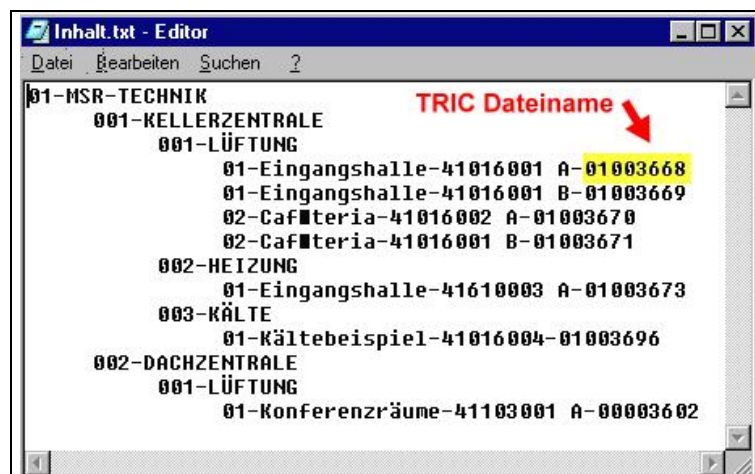 Inhalt.txt - Editor
Datei Bearbeiten Suchen ?
01-MSR-TECHNIK
TRIC Dateiname
001-KELLERZENTRALE
001-LÜFTUNG
01-Eingangshalle-41016001 A-01003668
01-Eingangshalle-41016001 B-01003669
02-Caf■teria-41016002 A-01003670
02-Caf■teria-41016001 B-01003671
002-HEIZUNG
01-Eingangshalle-41610003 A-01003673
003-KÄLTE
01-Kältebeispiel-41016004-01003696
002-DACHZENTRALE
001-LÜFTUNG
01-Konferenzräume-41103001 A-00003602